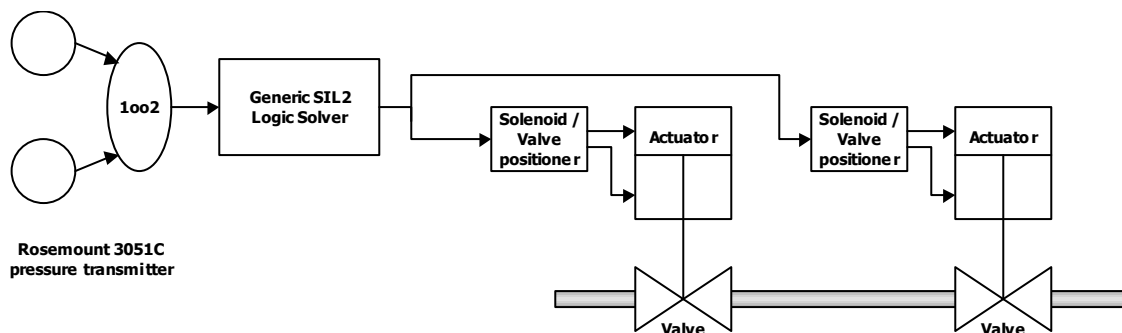 1oo2
Generic SIL2
Logic Solver
Solenoid /
Valve
positioner
Actuator
Solenoid /
Valve
positioner
Actuator
Rosemount 3051C
pressure transmitter
Valve
Valve